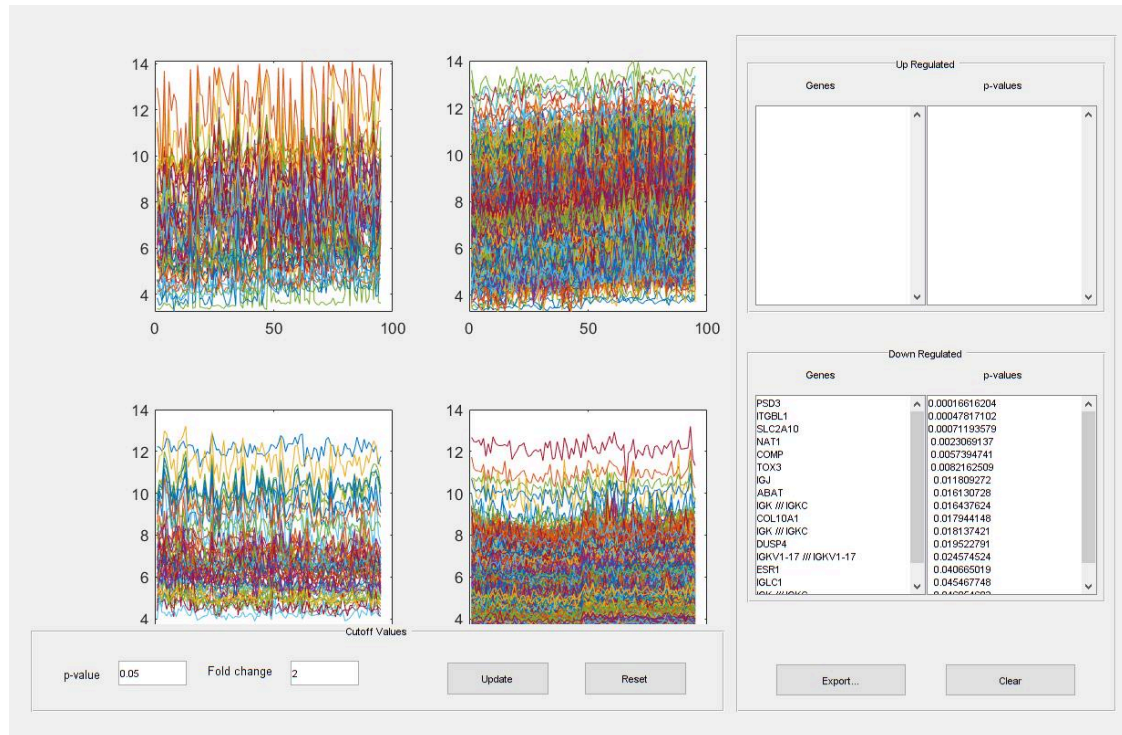 14
12
10
8
6
4
0 50 100
14
12
10
8
6
4
0 50 100
14
12
10
8
6
4
14
12
10
8
6
4
Up Regulated
Genes p-values
Down Regulated
Genes p-values
PSD3 0.00016616204
ITGBL1 0.00047817102
SLC2A10 0.00071193579
NAT1 0.0023069137
COMP 0.0057394741
TOX3 0.0082162509
IGJ 0.011809272
ABAT 0.016130728
IGK /// IGKC 0.016437624
COL10A1 0.017944148
IGK /// IGKC 0.018137421
DUSP4 0.019522791
IGKV1-17 /// IGKV1-17 0.024574524
ESR1 0.040665019
IGLC1 0.045467748
IGK /// IGKC
Cutoff Values
p-value 0.05 Fold change 2 Update Reset
Export... Clear